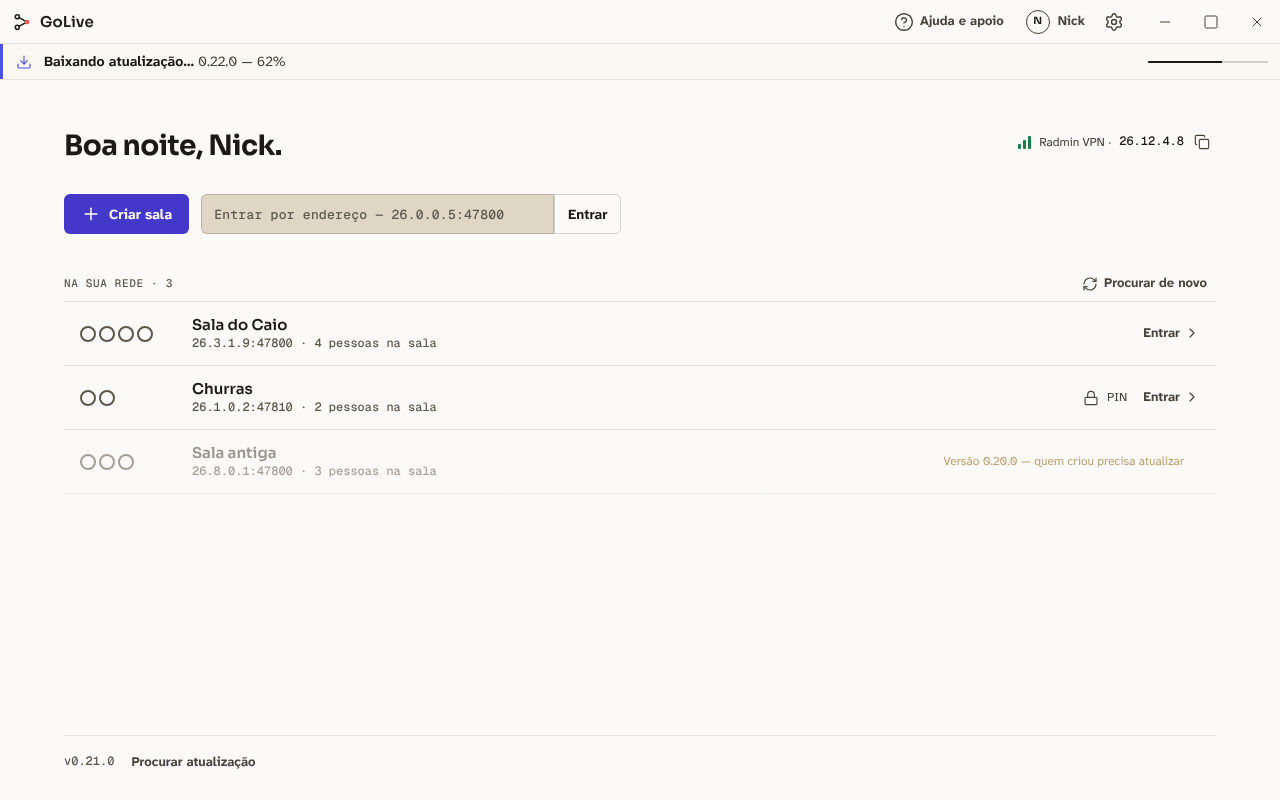 GoLive
Ajuda e apoio
N Nick
Baixando atualização... 0.22.0 — 62%
Boa noite, Nick.
Radmin VPN · 26.12.4.8
Criar sala
Entrar por endereço — 26.0.0.5:47800
Entrar
NA SUA REDE · 3
Procurar de novo
Sala do Caio
26.3.1.9:47800 · 4 pessoas na sala
Entrar
Churras
26.1.0.2:47810 · 2 pessoas na sala
PIN
Entrar
Sala antiga
26.8.0.1:47800 · 3 pessoas na sala
Versão 0.20.0 — quem criou precisa atualizar
v0.21.0
Procurar atualização